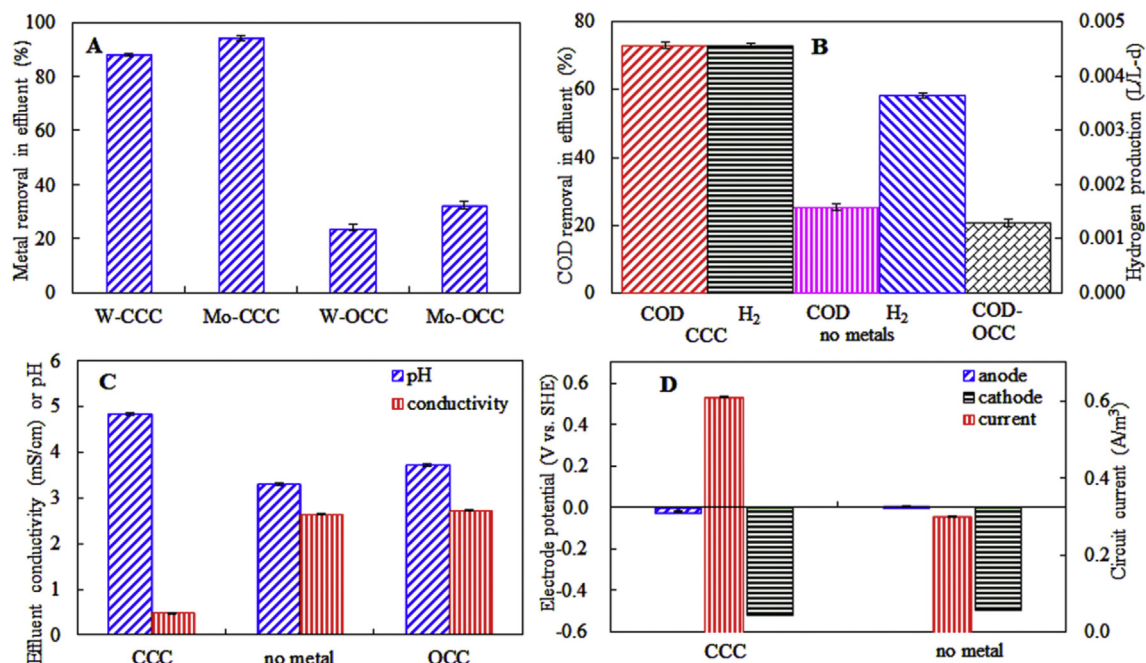 100
80
60
40
20
0
Metal removal in effluent (%)
A
W-CCC Mo-CCC W-OCC Mo-OCC
80
60
40
20
0
COD removal in effluent (%)
B
0.005
0.004
0.003
0.002
0.001
0.000
Hydrogen production (L/L-d)
COD H2 COD H2 COD-
CCC no metals OCC
6
5
4
3
2
1
0
Effluent conductivity (mS/cm) or pH
C
pH
conductivity
CCC no metal OCC
0.6
0.4
0.2
0.0
-0.2
-0.4
-0.6
Electrode potential (V vs. SHE)
D
anode
cathode
current
0.6
0.4
0.2
0.0
Circuit current (A/m³)
CCC no metal